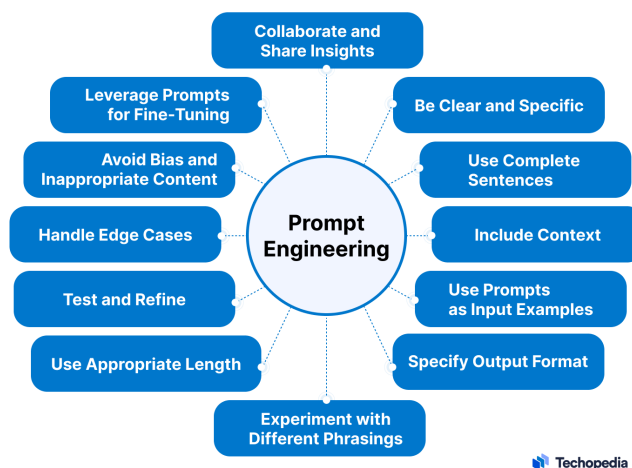 Collaborate and
Share Insights
Leverage Prompts
for Fine-Tuning
Be Clear and Specific
Avoid Bias and
Inappropriate Content
Use Complete
Sentences
Handle Edge Cases
Prompt
Engineering
Include Context
Test and Refine
Use Prompts
as Input Examples
Use Appropriate Length
Specify Output Format
Experiment with
Different Phrasings
Techopedia